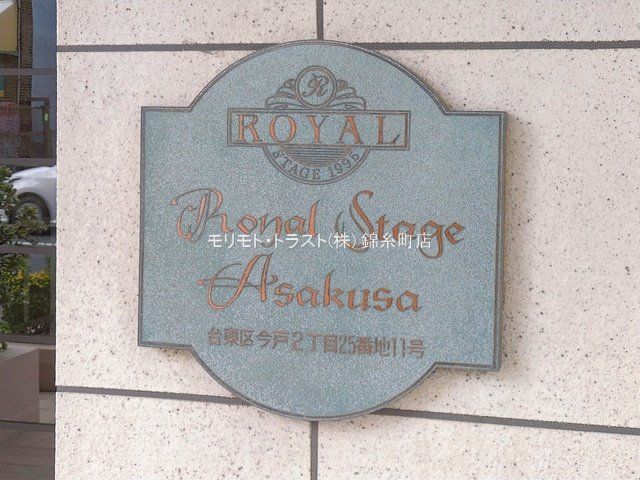 R
ROYAL
STAGE 1995
Ronal Stage
モリモト・トラスト(株) 錦糸町店
Asakusa
台東区今戸2丁目25番地11号